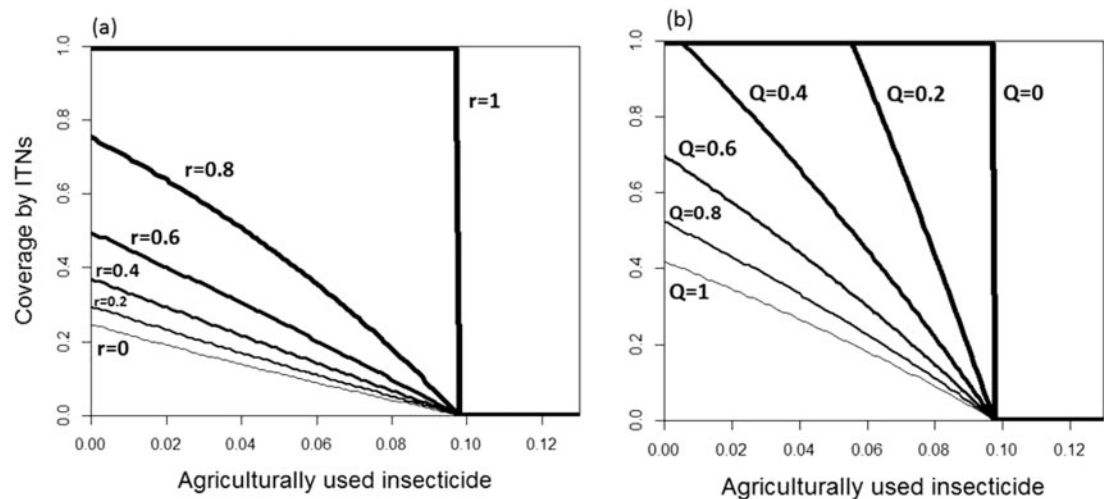 (a)
1.0
0.8
0.6
0.4
0.2
0.0
Coverage by ITNs
r=1
r=0.8
r=0.6
r=0.4
r=0.2
r=0
0.00 0.02 0.04 0.06 0.08 0.10 0.12
Agriculturally used insecticide
(b)
1.0
0.8
0.6
0.4
0.2
0.0
Q=0.4
Q=0.2
Q=0
Q=0.6
Q=0.8
Q=1
0.00 0.02 0.04 0.06 0.08 0.10 0.12
Agriculturally used insecticide